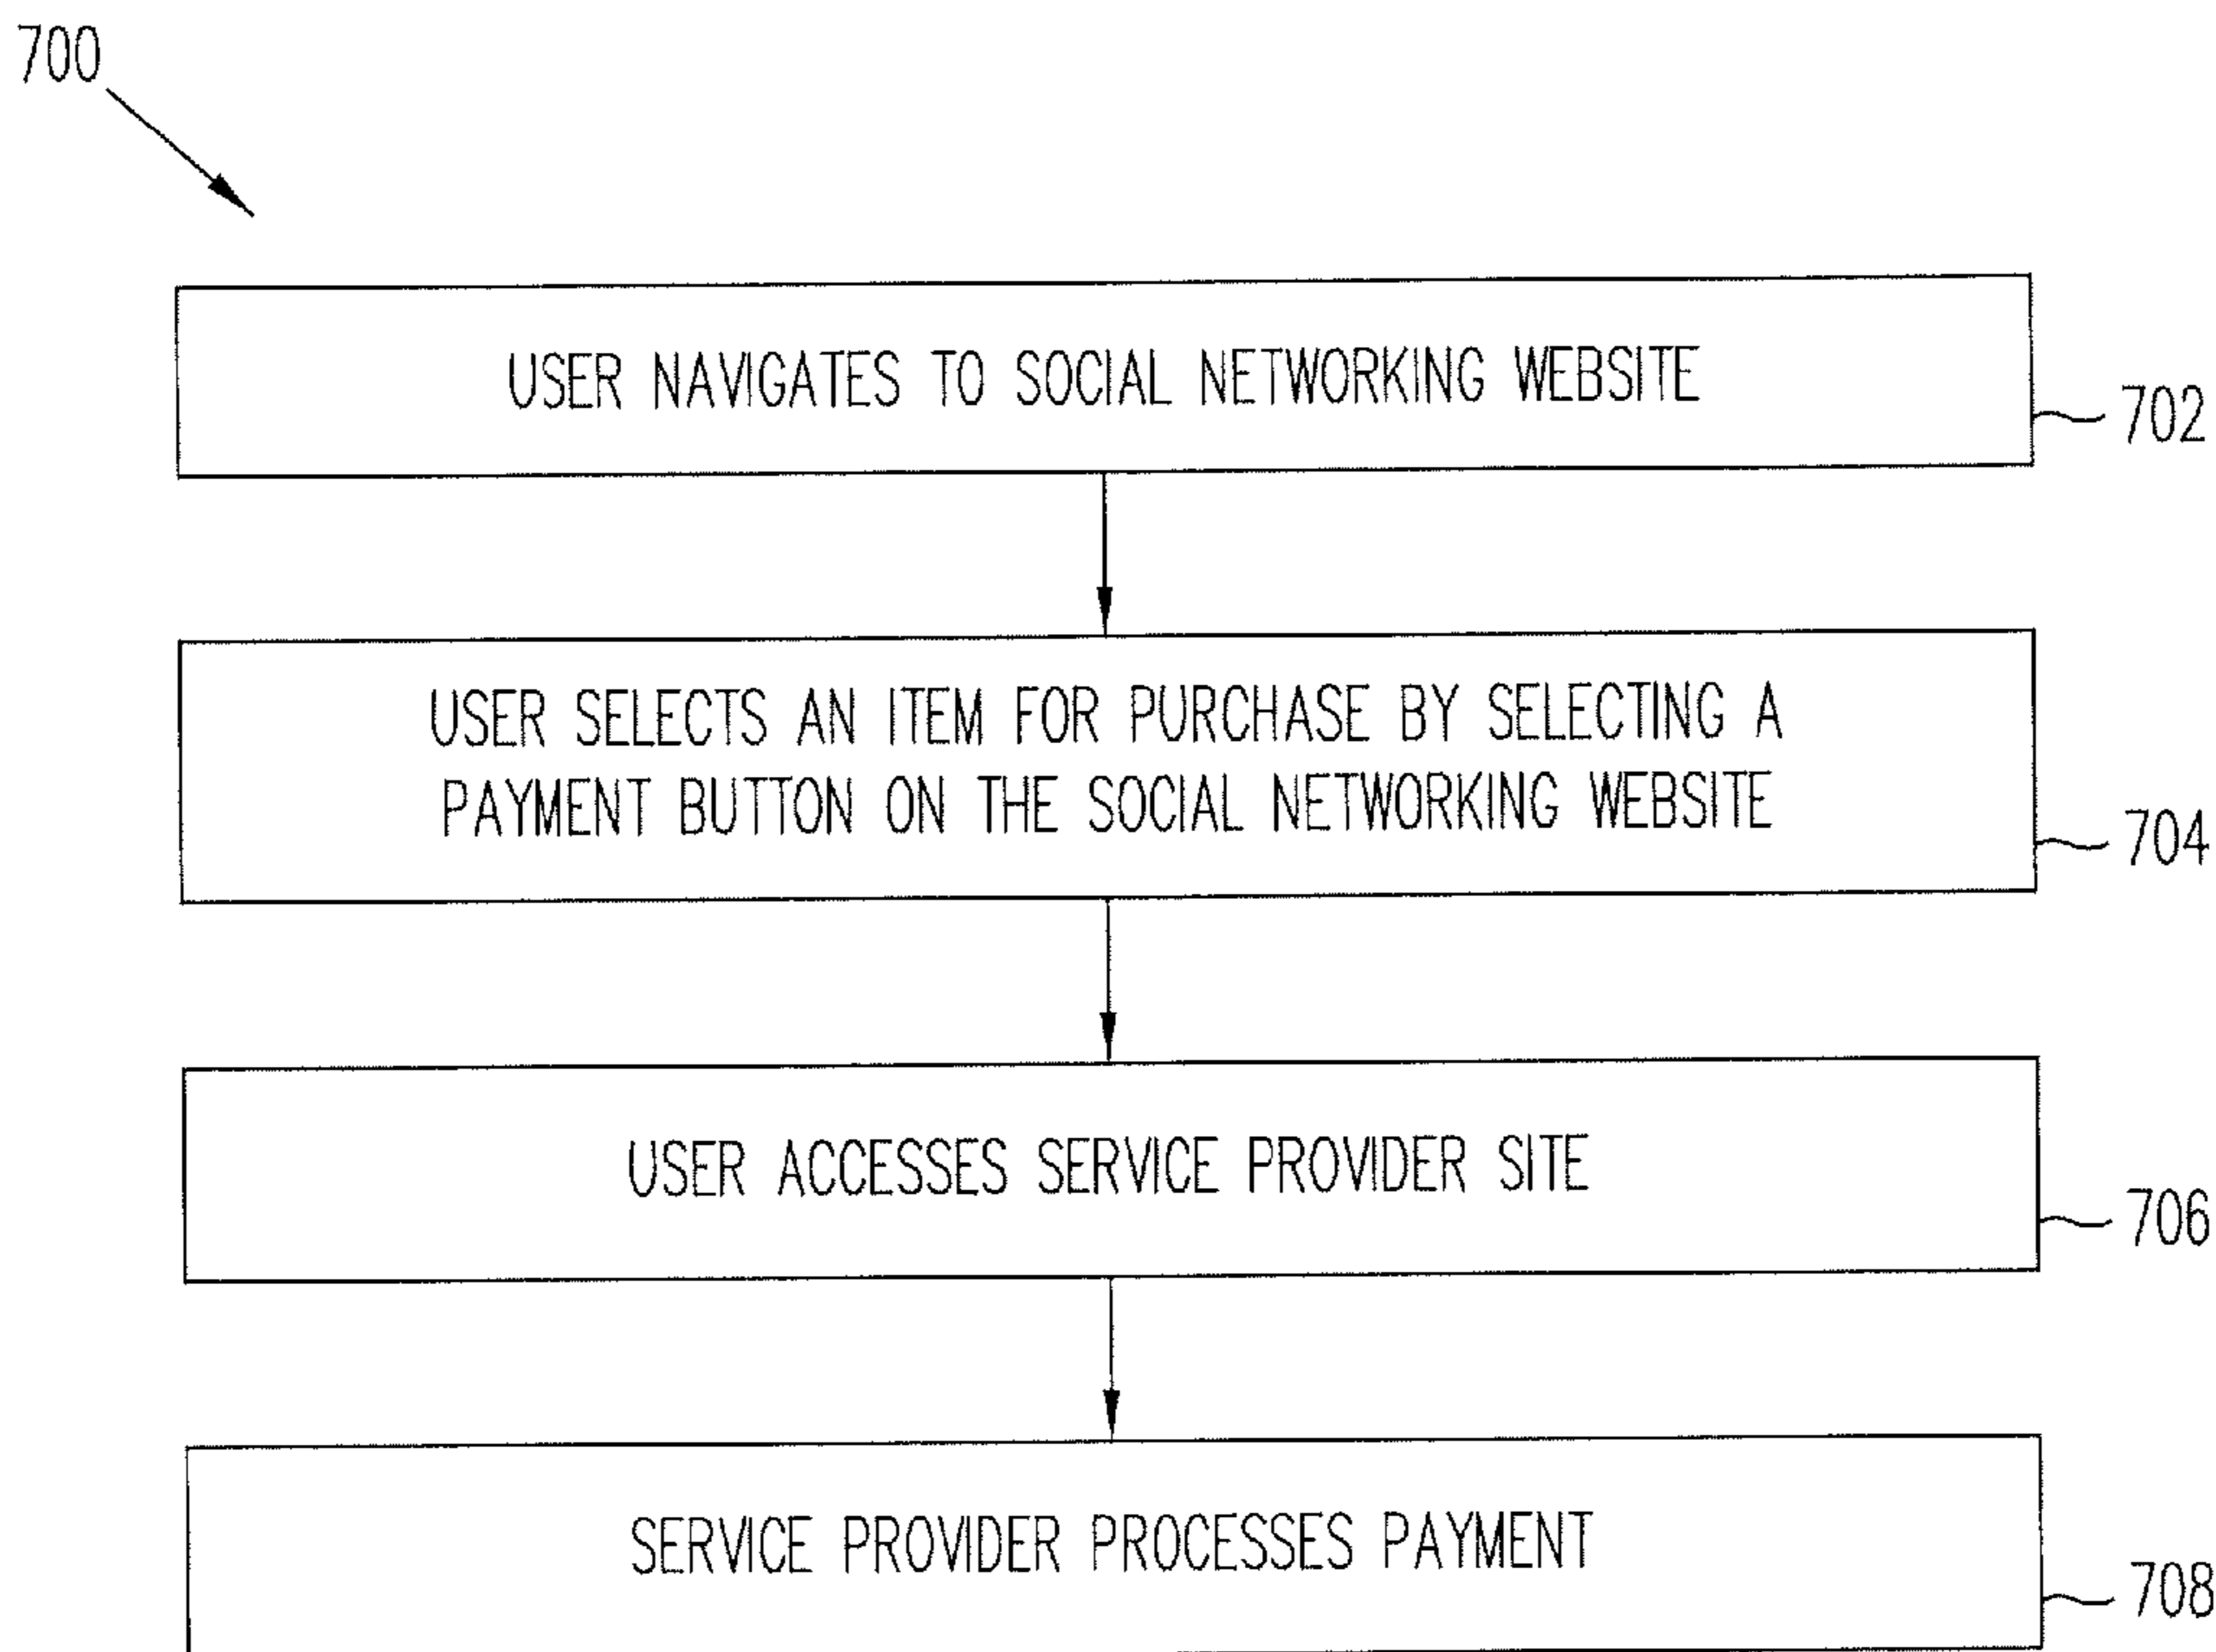 700
USER NAVIGATES TO SOCIAL NETWORKING WEBSITE
702
USER SELECTS AN ITEM FOR PURCHASE BY SELECTING A
PAYMENT BUTTON ON THE SOCIAL NETWORKING WEBSITE
704
USER ACCESSES SERVICE PROVIDER SITE
706
SERVICE PROVIDER PROCESSES PAYMENT
708